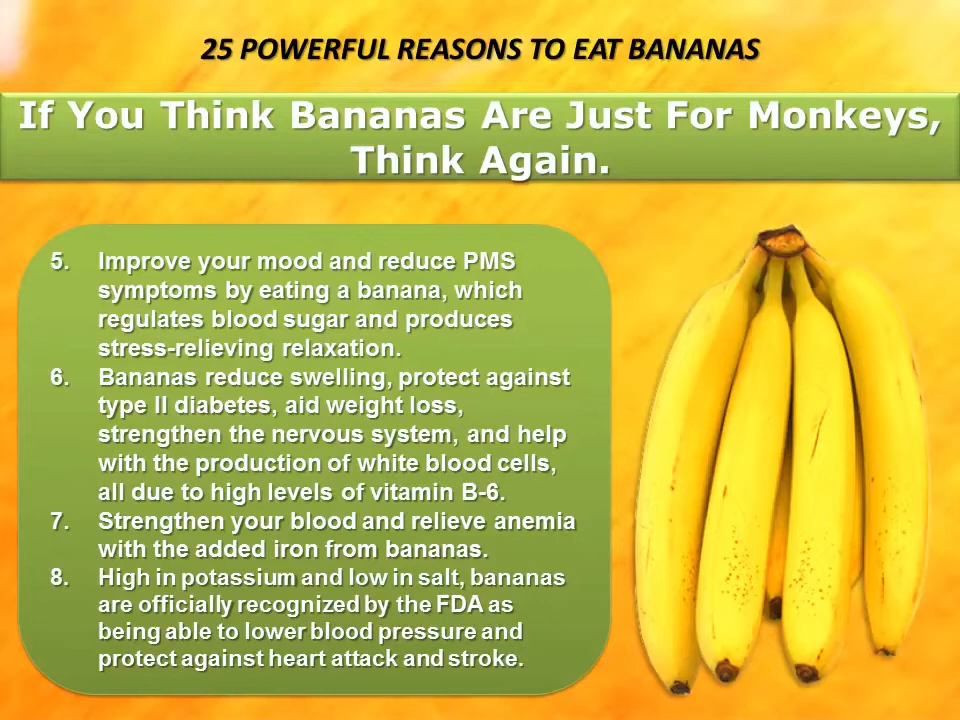 25 POWERFUL REASONS TO EAT BANANAS
If You Think Bananas Are Just For Monkeys,
Think Again.
5. Improve your mood and reduce PMS
symptoms by eating a banana, which
regulates blood sugar and produces
stress-relieving relaxation.
6. Bananas reduce swelling, protect against
type II diabetes, aid weight loss,
strengthen the nervous system, and help
with the production of white blood cells,
all due to high levels of vitamin B-6.
7. Strengthen your blood and relieve anemia
with the added iron from bananas.
8. High in potassium and low in salt, bananas
are officially recognized by the FDA as
being able to lower blood pressure and
protect against heart attack and stroke.